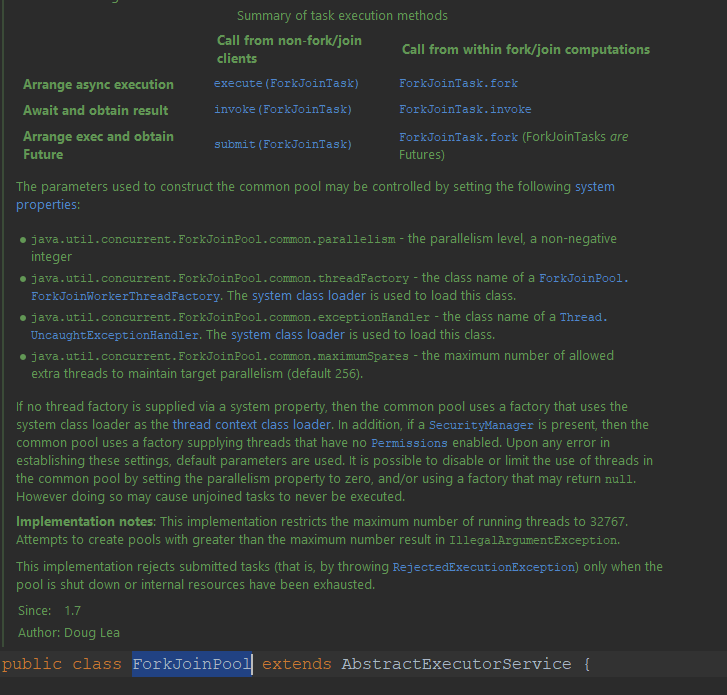 Summary of task execution methods
Call from non-fork/join Call from within fork/join computations
clients
Arrange async execution execute(ForkJoinTask) ForkJoinTask.fork
Await and obtain result invoke(ForkJoinTask) ForkJoinTask.invoke
Arrange exec and obtain submit(ForkJoinTask) ForkJoinTask.fork (ForkJoinTasks are
Future Futures)
The parameters used to construct the common pool may be controlled by setting the following system
properties:
● java.util.concurrent.ForkJoinPool.common.parallelism - the parallelism level, a non-negative
integer
● java.util.concurrent.ForkJoinPool.common.threadFactory - the class name of a ForkJoinPool.
ForkJoinWorkerThreadFactory. The system class loader is used to load this class.
● java.util.concurrent.ForkJoinPool.common.exceptionHandler - the class name of a Thread.
UncaughtExceptionHandler. The system class loader is used to load this class.
● java.util.concurrent.ForkJoinPool.common.maximumSpares - the maximum number of allowed
extra threads to maintain target parallelism (default 256).
If no thread factory is supplied via a system property, then the common pool uses a factory that uses the
system class loader as the thread context class loader. In addition, if a SecurityManager is present, then the
common pool uses a factory supplying threads that have no Permissions enabled. Upon any error in
establishing these settings, default parameters are used. It is possible to disable or limit the use of threads in
the common pool by setting the parallelism property to zero, and/or using a factory that may return null.
However doing so may cause unjoined tasks to never be executed.
Implementation notes: This implementation restricts the maximum number of running threads to 32767.
Attempts to create pools with greater than the maximum number result in IllegalArgumentException.
This implementation rejects submitted tasks (that is, by throwing RejectedExecutionException) only when the
pool is shut down or internal resources have been exhausted.
Since: 1.7
Author: Doug Lea
public class ForkJoinPool extends AbstractExecutorService {